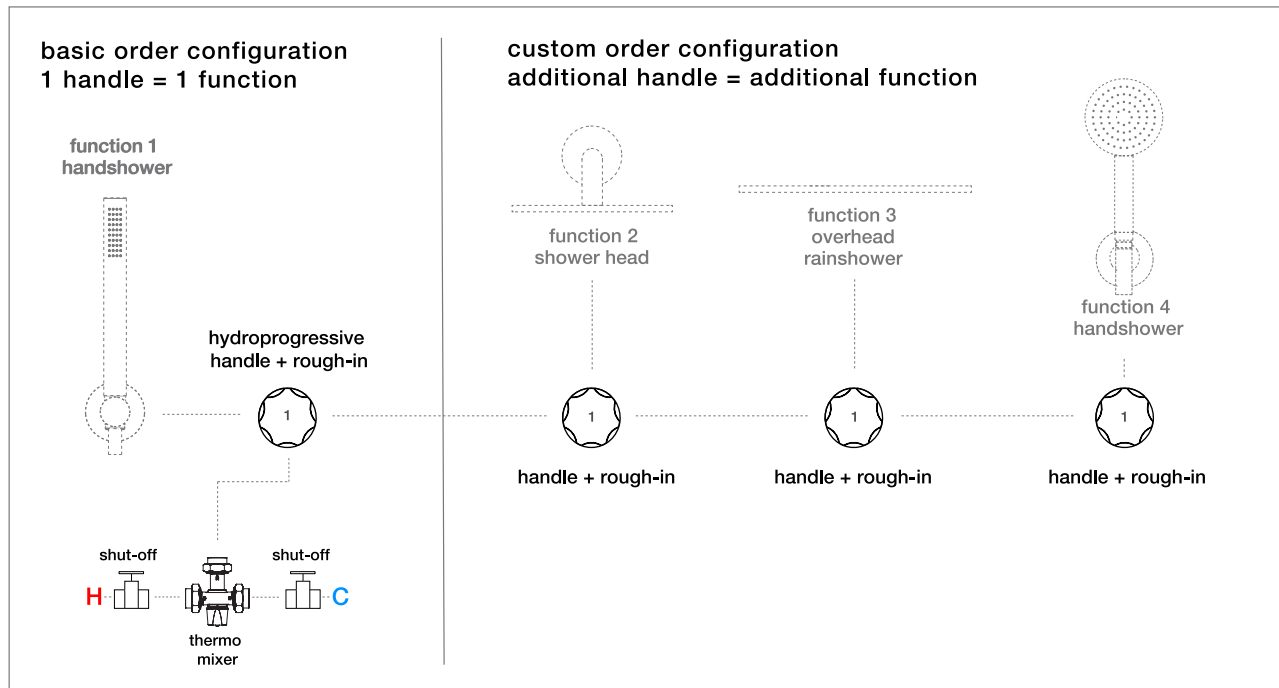 basic order configuration
1 handle = 1 function
function 1
handshower
hydroprogressive
handle + rough-in
1
shut-off
shut-off
H
C
thermo
mixer
custom order configuration
additional handle = additional function
function 2
shower head
function 3
overhead
rainshower
function 4
handshower
1
1
1
handle + rough-in
handle + rough-in
handle + rough-in